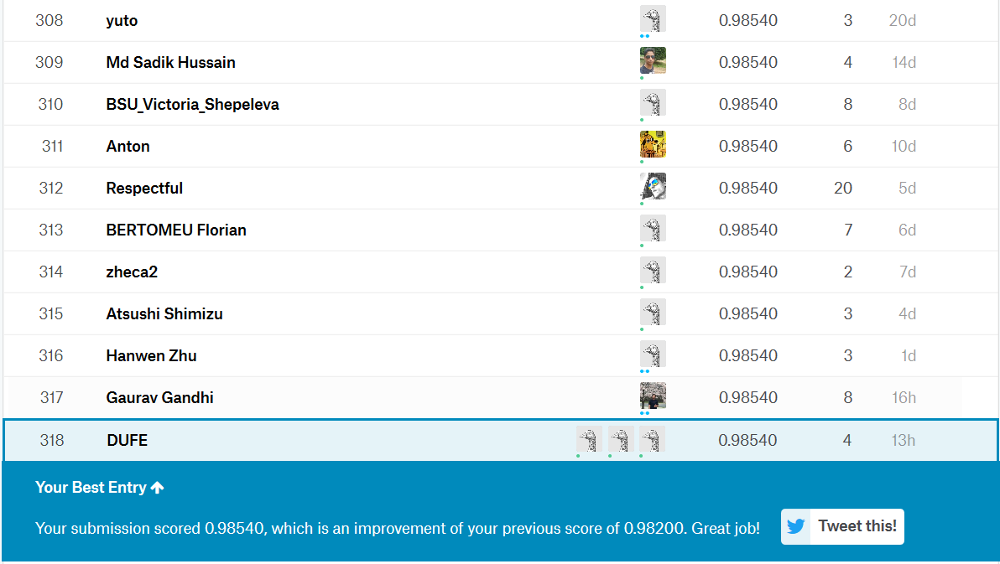 308 yuto 0.98540 3 20d
309 Md Sadik Hussain 0.98540 4 14d
310 BSU_Victoria_Shepeleva 0.98540 8 8d
311 Anton 0.98540 6 10d
312 Respectful 0.98540 20 5d
313 BERTOMEU Florian 0.98540 7 6d
314 zheca2 0.98540 2 7d
315 Atsushi Shimizu 0.98540 3 4d
316 Hanwen Zhu 0.98540 3 1d
317 Gaurav Gandhi 0.98540 8 16h
318 DUFE 0.98540 4 13h
Your Best Entry
Your submission scored 0.98540, which is an improvement of your previous score of 0.98200. Great job! Tweet this!